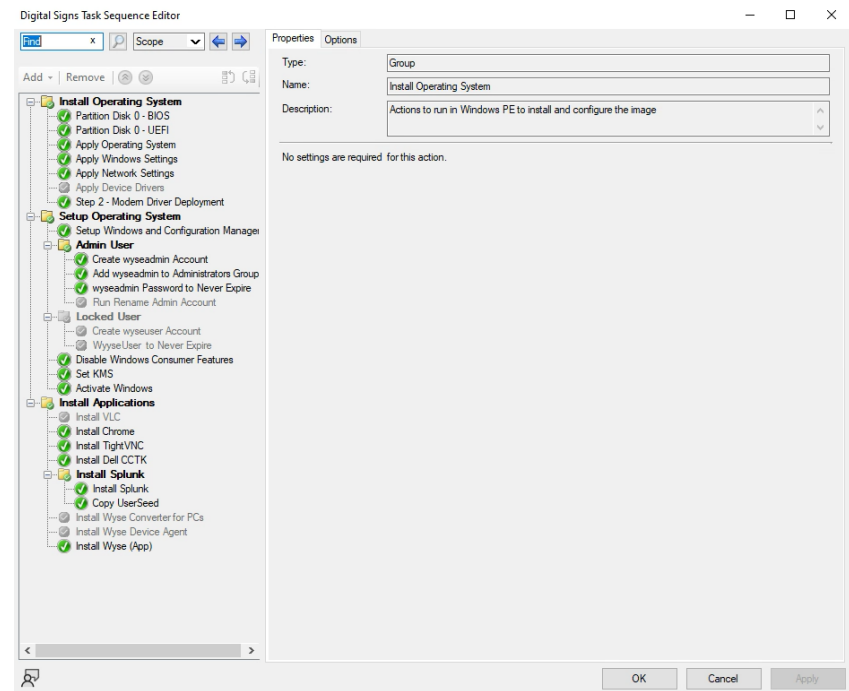 Digital Signs Task Sequence Editor
Find x Scope
Properties Options
Add Remove
Type: Group
Name: Install Operating System
Description: Actions to run in Windows PE to install and configure the image
No settings are required for this action.
Install Operating System
Partition Disk 0 - BIOS
Partition Disk 0 - UEFI
Apply Operating System
Apply Windows Settings
Apply Network Settings
Apply Device Drivers
Step 2 - Modern Driver Deployment
Setup Operating System
Setup Windows and Configuration Manager
Admin User
Create wyseadmin Account
Add wyseadmin to Administrators Group
wyseadmin Password to Never Expire
Run Rename Admin Account
Locked User
Create wyseuser Account
WyyseUser to Never Expire
Disable Windows Consumer Features
Set KMS
Activate Windows
Install Applications
Install VLC
Install Chrome
Install TightVNC
Install Dell CCTK
Install Splunk
Install Splunk
Copy UserSeed
Install Wyse Converter for PCs
Install Wyse Device Agent
Install Wyse (App)
OK Cancel Apply